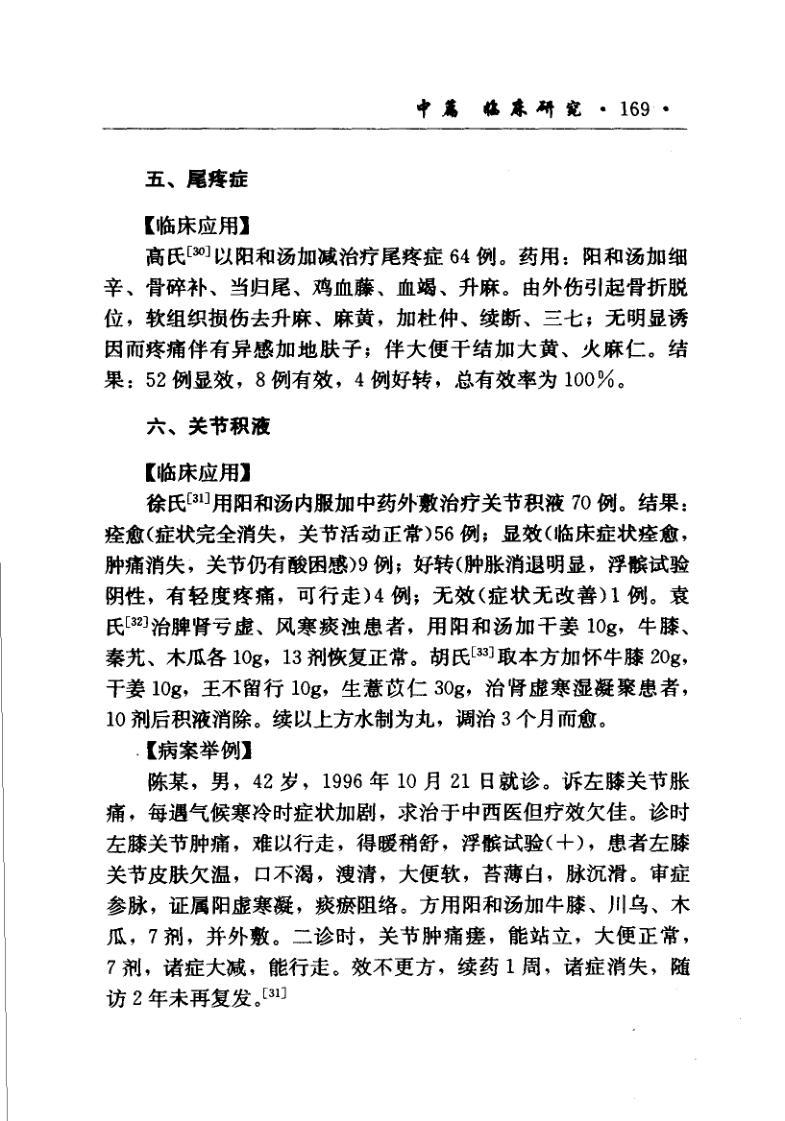 中篇 临床研究 · 169 ·
五、尾疼症
【临床应用】
高氏[30]以阳和汤加减治疗尾疼症 64 例。药用：阳和汤加细
辛、骨碎补、当归尾、鸡血藤、血竭、升麻。由外伤引起骨折脱
位，软组织损伤去升麻、麻黄，加杜仲、续断、三七；无明显诱
因而疼痛伴有异感加地肤子；伴大便干结加大黄、火麻仁。结
果：52 例显效，8 例有效，4 例好转，总有效率为 100％。
六、关节积液
【临床应用】
徐氏[31]用阳和汤内服加中药外敷治疗关节积液 70 例。结果：
痊愈(症状完全消失，关节活动正常)56 例；显效(临床症状痊愈，
肿痛消失，关节仍有酸困感)9 例；好转(肿胀消退明显，浮髌试验
阴性，有轻度疼痛，可行走)4 例；无效(症状无改善)1 例。袁
氏[32]治脾肾亏虚、风寒痰浊患者，用阳和汤加干姜 10g，牛膝、
秦艽、木瓜各 10g，13 剂恢复正常。胡氏[33]取本方加怀牛膝 20g，
干姜 10g，王不留行 10g，生薏苡仁 30g，治肾虚寒湿凝聚患者，
10 剂后积液消除。续以上方水制为丸，调治 3 个月而愈。
【病案举例】
陈某，男，42 岁，1996 年 10 月 21 日就诊。诉左膝关节胀
痛，每遇气候寒冷时症状加剧，求治于中西医但疗效欠佳。诊时
左膝关节肿痛，难以行走，得暖稍舒，浮髌试验(＋)，患者左膝
关节皮肤欠温，口不渴，溲清，大便软，苔薄白，脉沉滑。审症
参脉，证属阳虚寒凝，痰瘀阻络。方用阳和汤加牛膝、川乌、木
瓜，7 剂，并外敷。二诊时，关节肿痛瘥，能站立，大便正常，
7 剂，诸症大减，能行走。效不更方，续药 1 周，诸症消失，随
访 2 年未再复发。[31]